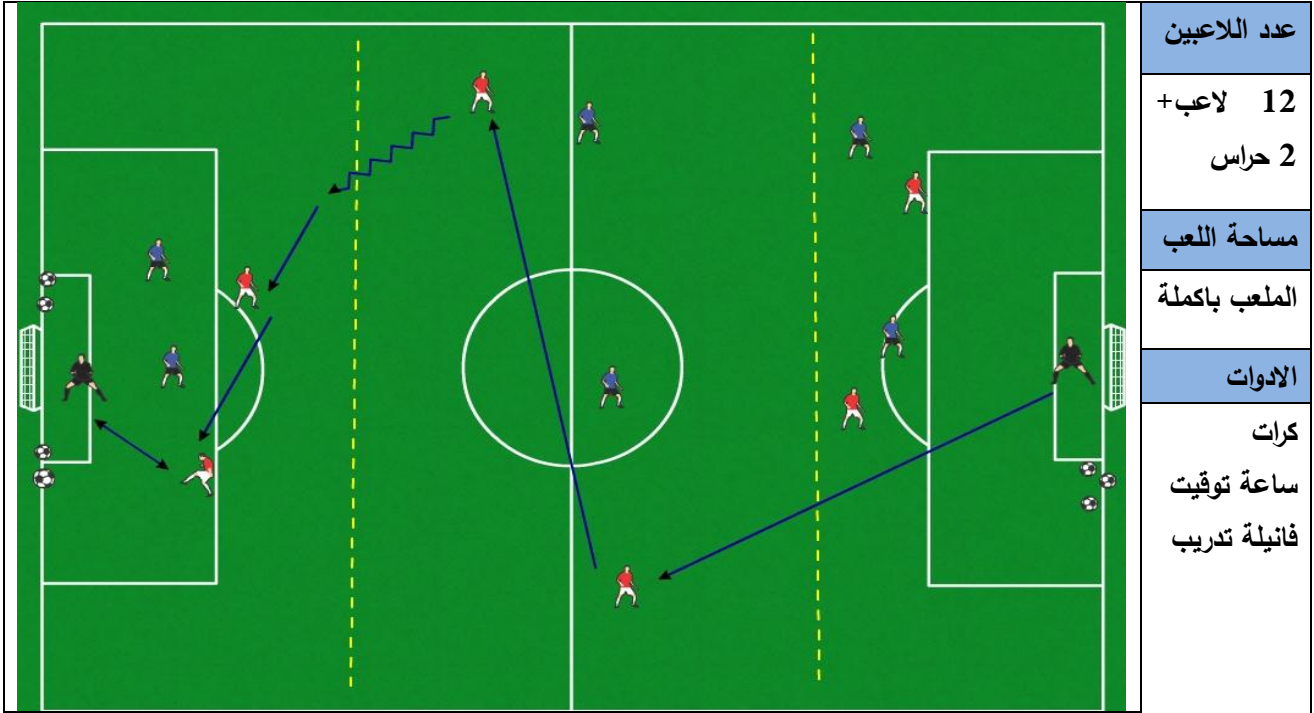 عدد اللاعبين
12 لاعب+
2 حراس
مساحة اللعب
الملعب باكملة
الادوات
كرات
ساعة توقيت
فانيلة تدريب